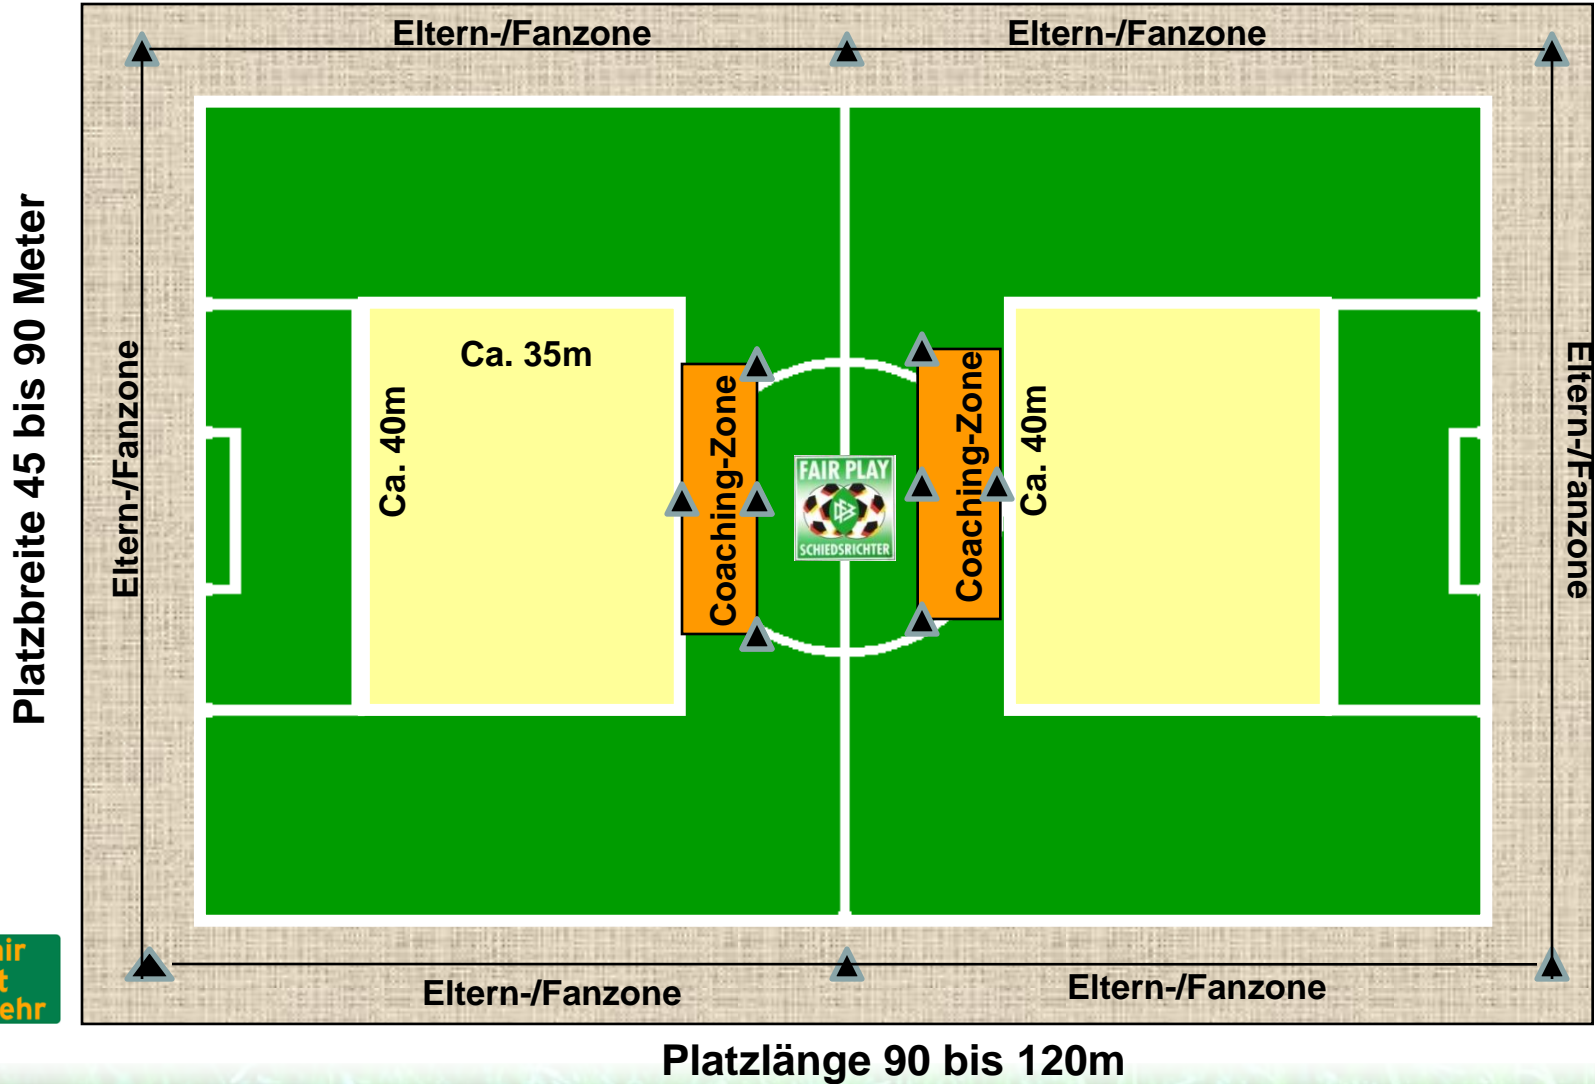 Eltern-/Fanzone
Eltern-/Fanzone
Platzbreite 45 bis 90 Meter
Eltern-/Fanzone
Ca. 35m
Ca. 40m
Coaching-Zone
FAIR PLAY
SCHIEDSRICHTER
Coaching-Zone
Ca. 40m
Eltern-/Fanzone
Eltern-/Fanzone
Eltern-/Fanzone
Platzlänge 90 bis 120m